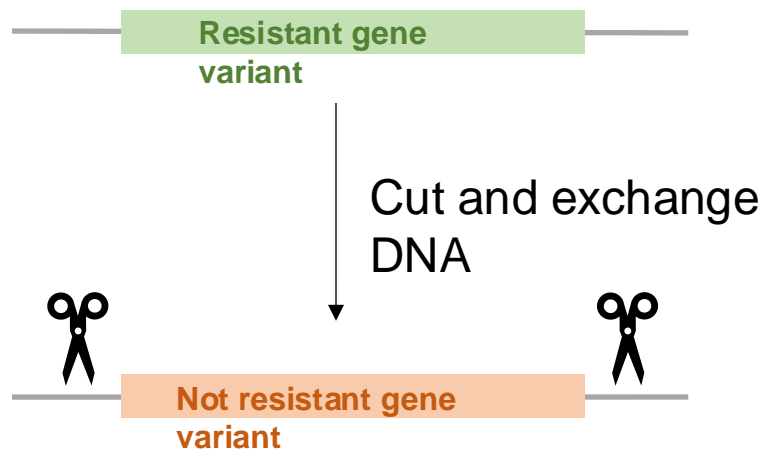 Resistant gene
variant
Cut and exchange
DNA
Not resistant gene
variant